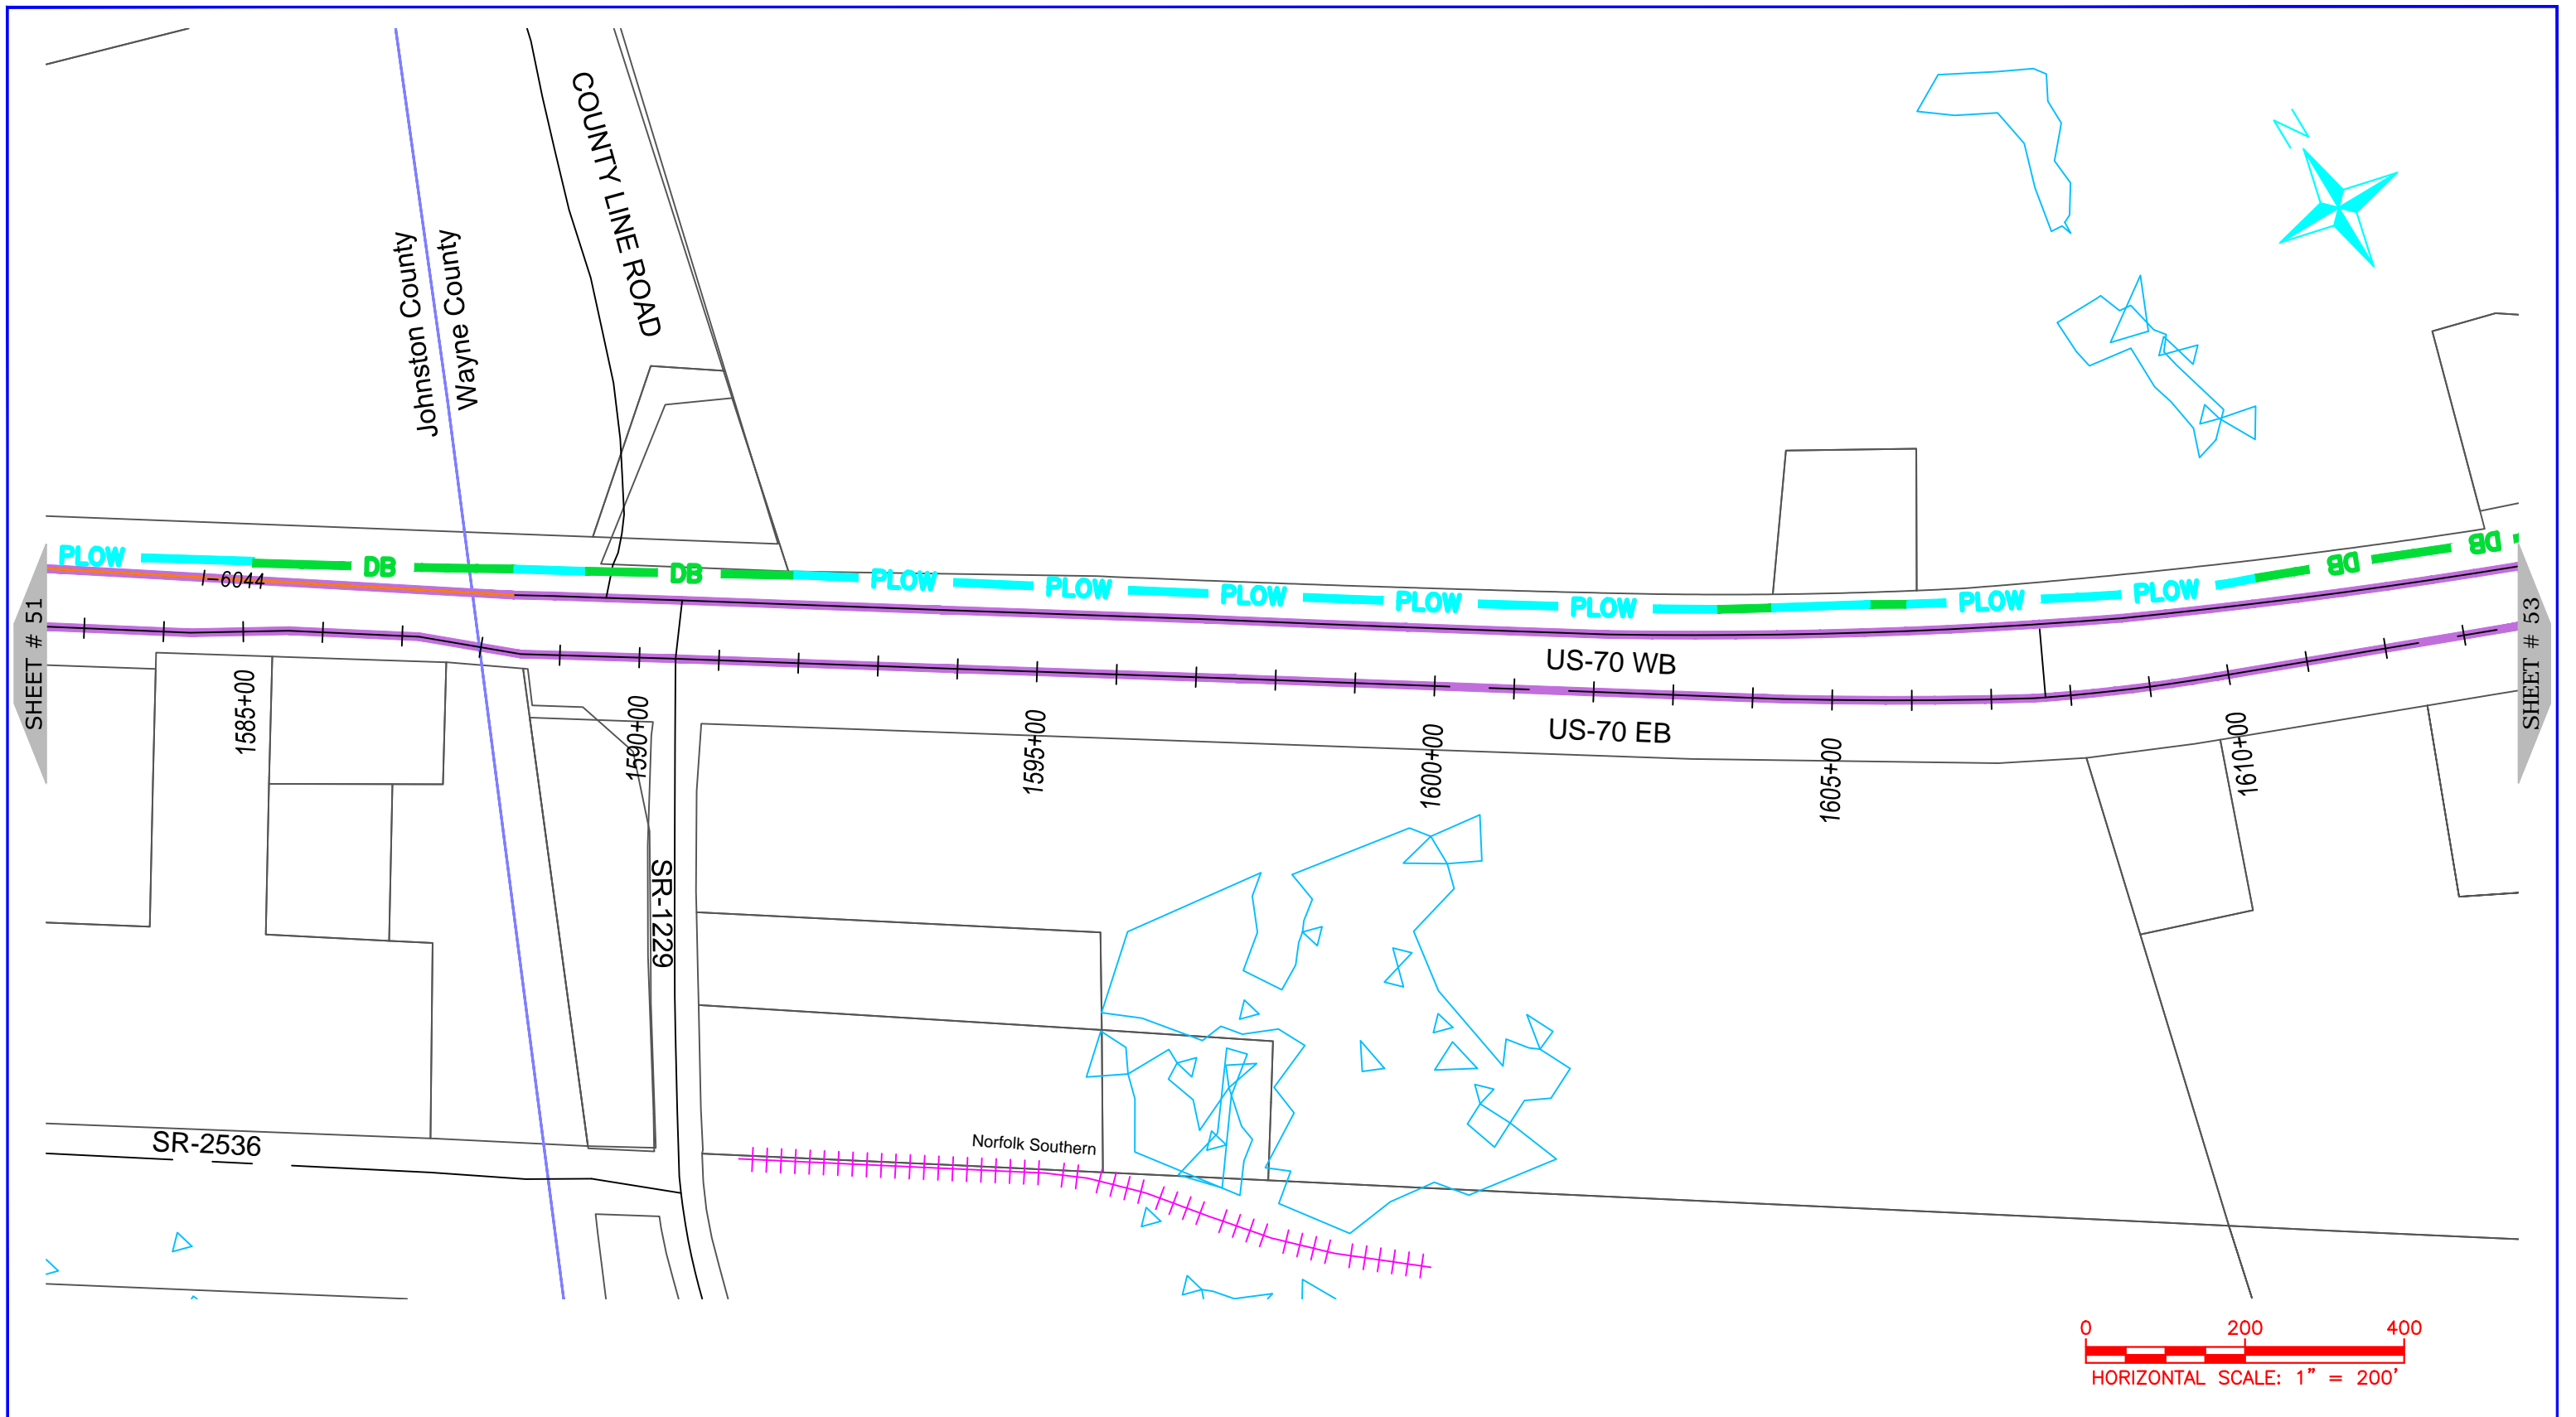 N
COUNTY LINE ROAD
Johnston County
Wayne County
PLOW
DB
DB
PLOW
PLOW
PLOW
PLOW
PLOW
PLOW
PLOW
DB
DB
I-6044
SHEET # 51
SHEET # 53
US-70 WB
US-70 EB
1585+00
1590+00
1595+00
1600+00
1605+00
1610+00
SR-1229
SR-2536
Norfolk Southern
0 200 400
HORIZONTAL SCALE: 1" = 200'